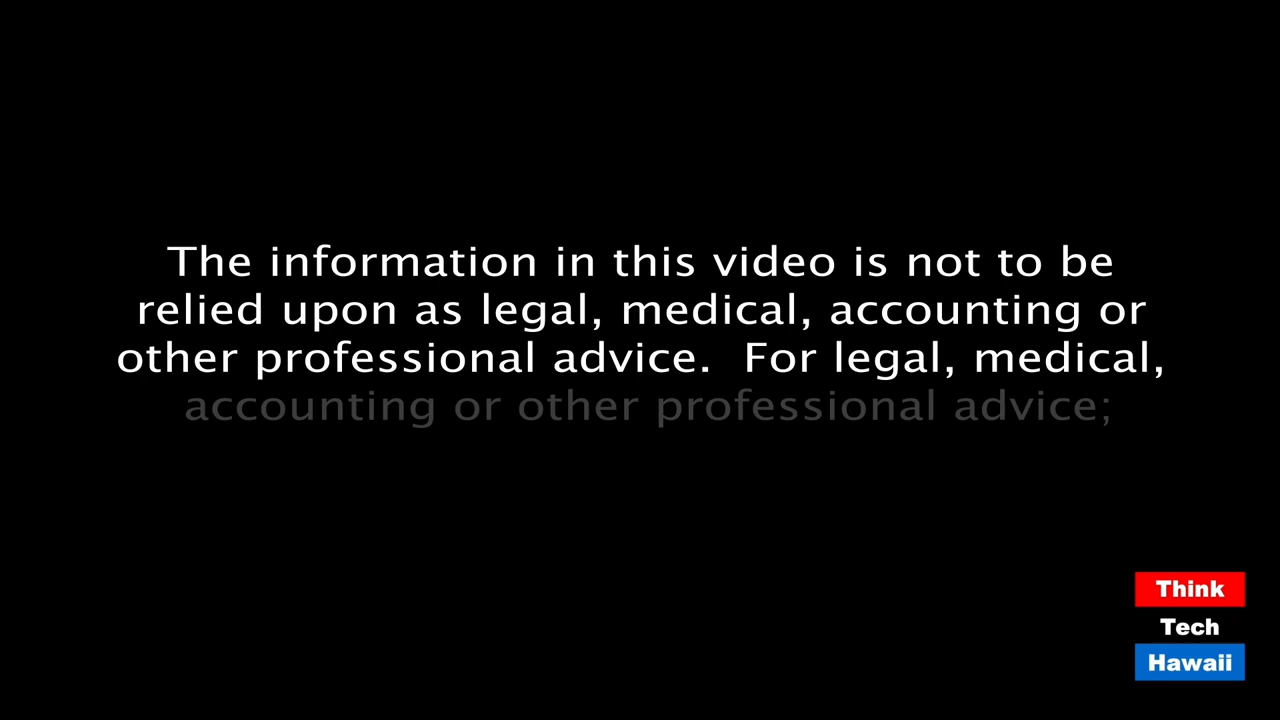 The information in this video is not to be
relied upon as legal, medical, accounting or
other professional advice.  For legal, medical,
accounting or other professional advice;
Think
Tech
Hawaii